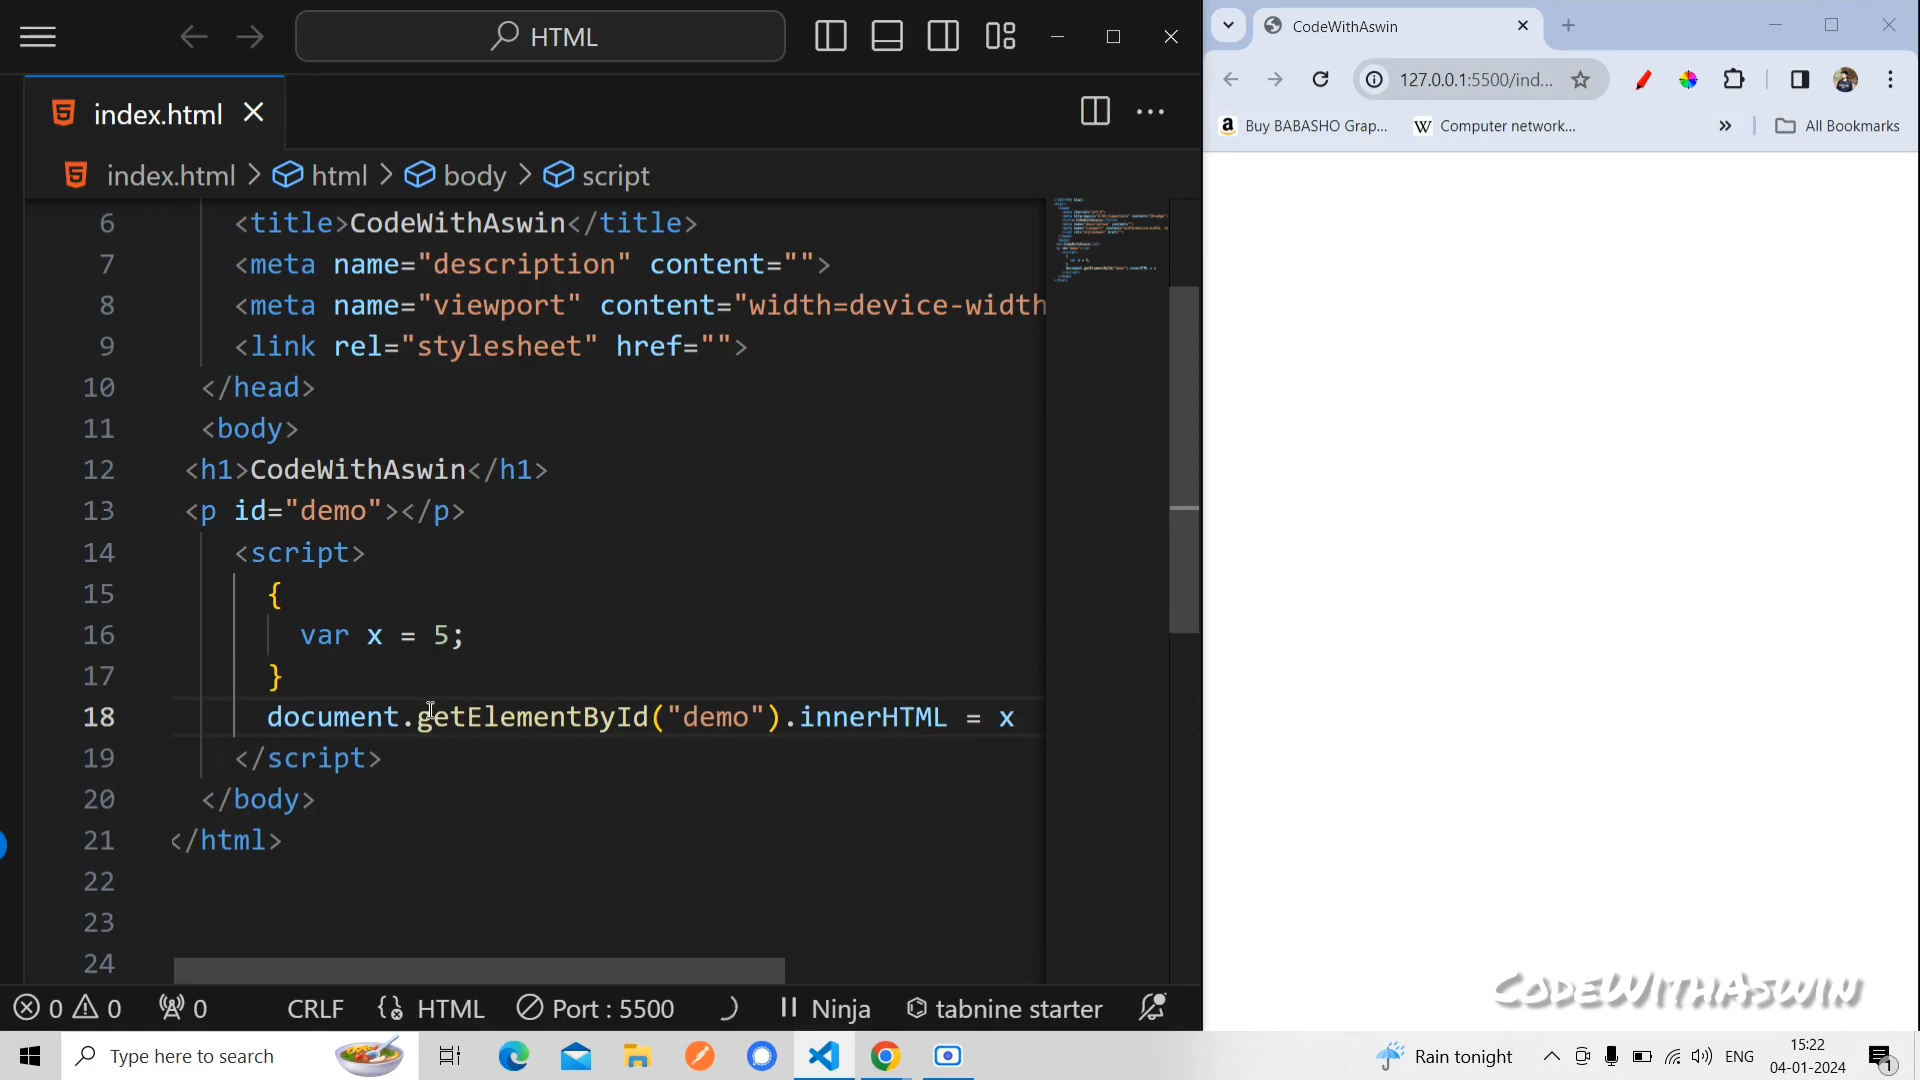 HTML
index.html
index.html > html > body > script
6 <title>CodeWithAswin</title>
7 <meta name="description" content="">
8 <meta name="viewport" content="width=device-width
9 <link rel="stylesheet" href="">
10 </head>
11 <body>
12 <h1>CodeWithAswin</h1>
13 <p id="demo"></p>
14 <script>
15 {
16 var x = 5;
17 }
18 document.getElementById("demo").innerHTML = x
19 </script>
20 </body>
21 </html>
22
23
24
0 0 0 CRLF HTML Port : 5500 Ninja tabnine starter
CodeWithAswin
127.0.0.1:5500/ind...
Buy BABASHO Grap... Computer network... » All Bookmarks
CodeWithAswin
Type here to search
Rain tonight ENG 15:22
04-01-2024 1